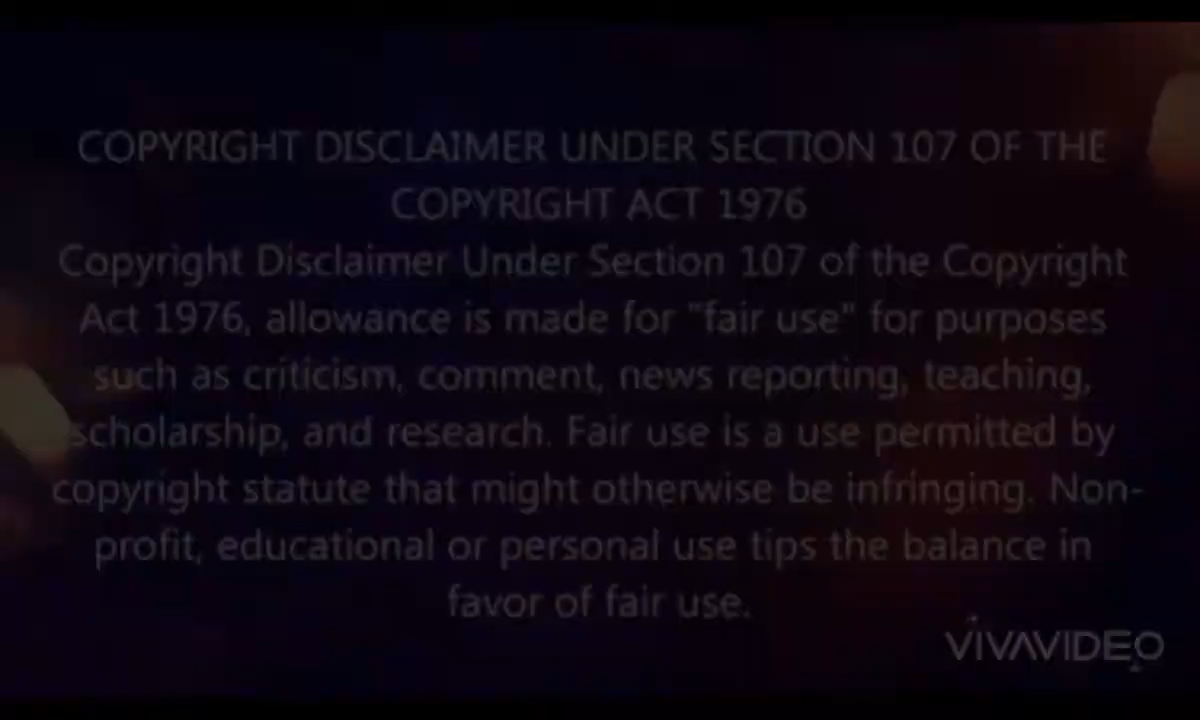 COPYRIGHT DISCLAIMER UNDER SECTION 107 OF THE
COPYRIGHT ACT 1976
Copyright Disclaimer Under Section 107 of the Copyright
Act 1976, allowance is made for "fair use" for purposes
such as criticism, comment, news reporting, teaching,
scholarship, and research. Fair use is a use permitted by
copyright statute that might otherwise be infringing. Non-
profit, educational or personal use tips the balance in
favor of fair use.
VIVAVIDEO